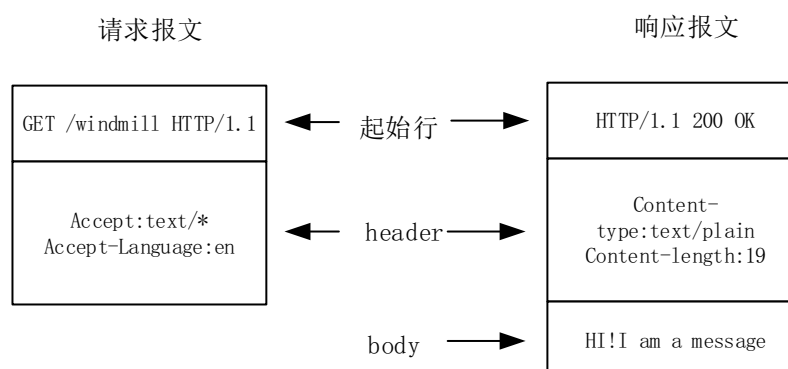 请求报文
响应报文
GET /windmill HTTP/1.1
起始行
HTTP/1.1 200 OK
Accept:text/*
Accept-Language:en
header
Content-
type:text/plain
Content-length:19
body
HI!I am a message